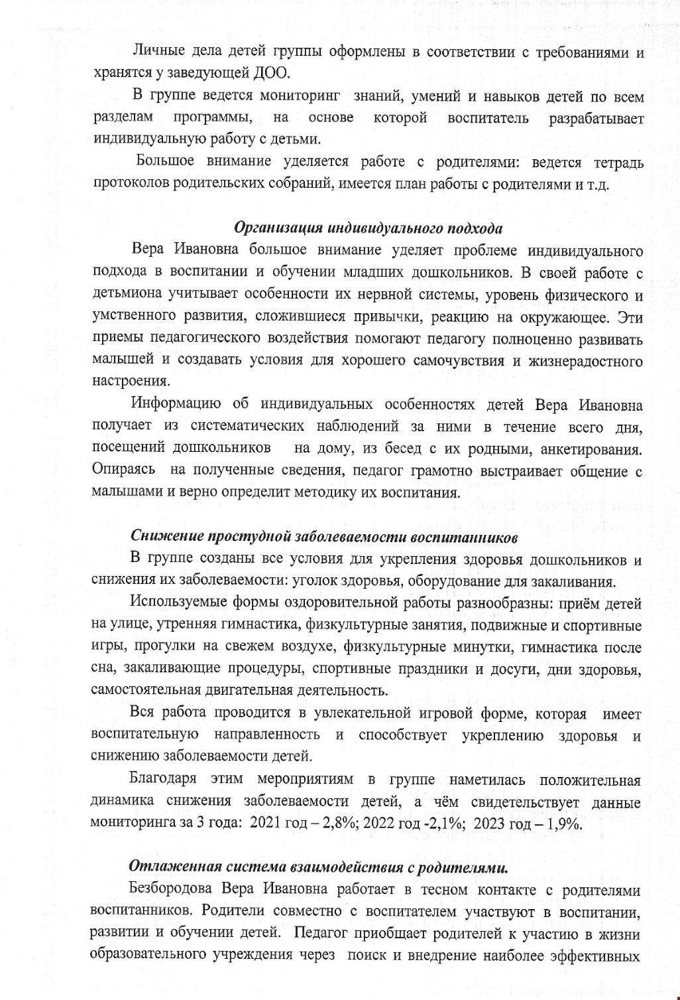 Личные дела детей группы оформлены в соответствии с требованиями и
хранятся у заведующей ДОО.
В группе ведется мониторинг знаний, умений и навыков детей по всем
разделам программы, на основе которой воспитатель разрабатывает
индивидуальную работу с детьми.
Большое внимание уделяется работе с родителями: ведется тетрадь
протоколов родительских собраний, имеется план работы с родителями и т.д.
Организация индивидуального подхода
Вера Ивановна большое внимание уделяет проблеме индивидуального
подхода в воспитании и обучении младших дошкольников. В своей работе с
детьмиона учитывает особенности их нервной системы, уровень физического и
умственного развития, сложившиеся привычки, реакцию на окружающее. Эти
приемы педагогического воздействия помогают педагогу полноценно развивать
малышей и создавать условия для хорошего самочувствия и жизнерадостного
настроения.
Информацию об индивидуальных особенностях детей Вера Ивановна
получает из систематических наблюдений за ними в течение всего дня,
посещений дошкольников на дому, из бесед с их родными, анкетирования.
Опираясь на полученные сведения, педагог грамотно выстраивает общение с
малышами и верно определит методику их воспитания.
Снижение простудной заболеваемости воспитанников
В группе созданы все условия для укрепления здоровья дошкольников и
снижения их заболеваемости: уголок здоровья, оборудование для закаливания.
Используемые формы оздоровительной работы разнообразны: приём детей
на улице, утренняя гимнастика, физкультурные занятия, подвижные и спортивные
игры, прогулки на свежем воздухе, физкультурные минутки, гимнастика после
сна, закаливающие процедуры, спортивные праздники и досуги, дни здоровья,
самостоятельная двигательная деятельность.
Вся работа проводится в увлекательной игровой форме, которая имеет
воспитательную направленность и способствует укреплению здоровья и
снижению заболеваемости детей.
Благодаря этим мероприятиям в группе наметилась положительная
динамика снижения заболеваемости детей, а чём свидетельствует данные
мониторинга за 3 года: 2021 год – 2,8%; 2022 год -2,1%; 2023 год – 1,9%.
Отлаженная система взаимодействия с родителями.
Безбородова Вера Ивановна работает в тесном контакте с родителями
воспитанников. Родители совместно с воспитателем участвуют в воспитании,
развитии и обучении детей. Педагог приобщает родителей к участию в жизни
образовательного учреждения через поиск и внедрение наиболее эффективных